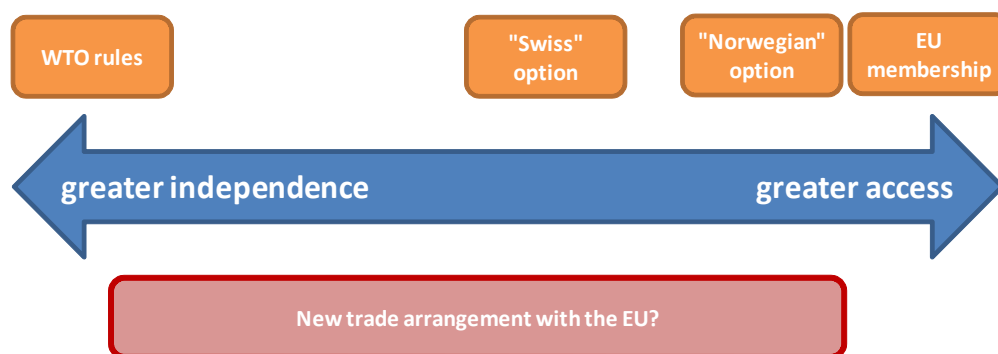 WTO rules
"Swiss"
option
"Norwegian"
option
EU
membership
greater independence
greater access
New trade arrangement with the EU?